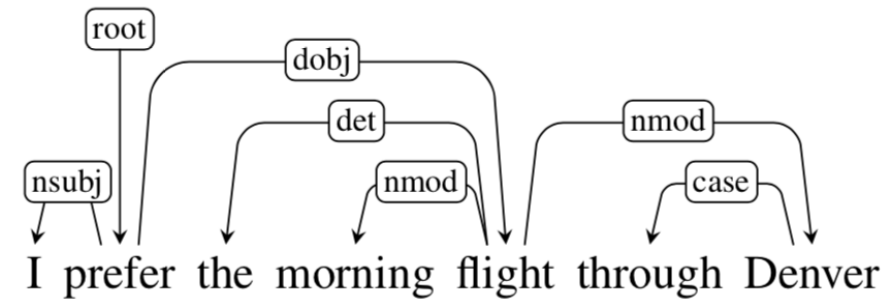 root
dobj
det
nmod
nsubj
nmod
case
I prefer the morning flight through Denver